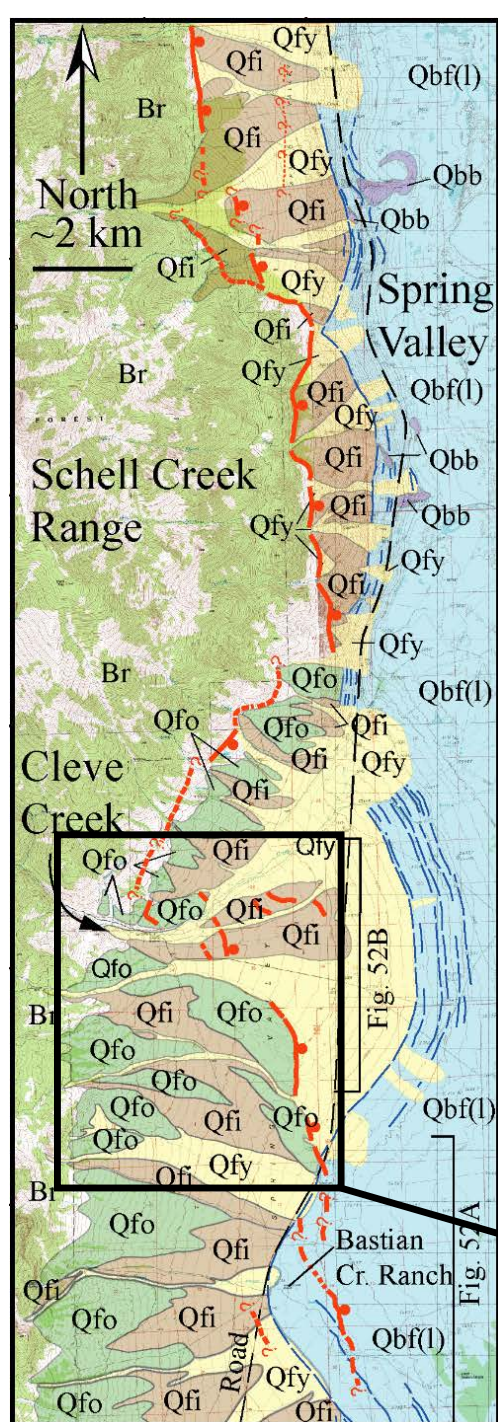 Qfy
Qfi
Qbf(l)
Br
Qfi
Qfy
Qbb
North
~2 km
Qfi
Qbb
Qfi
Qfy
Spring
Valley
Qfi
Qfy
Br
Qfi
Qbf(l)
Qfy
FOREST
Qfi
Qbb
Schell Creek
Range
Qfy
Qfi
Qbb
Qfy
Qfi
Qfy
Br
Qfo
Qbf(l)
Qfo
Qfo
Qfi
Qfi
Cleve
Creek
Qfi
Qfy
Qfo
Qfi
Qfy
Qfo
Qfi
Qfi
Fig. 52B
Qfo
Br
Qfi
Qfo
Qfo
Qfo
Qfo
Qfo
Qbf(l)
Qfo
Qfi
Qfy
Br
Qfo
Qfi
Bastian
Cr. Ranch
Fig. 52A
Qfi
Qfo
Qfi
Qbf(l)
Road
Qfy
Qfo
Qfi
Qfi